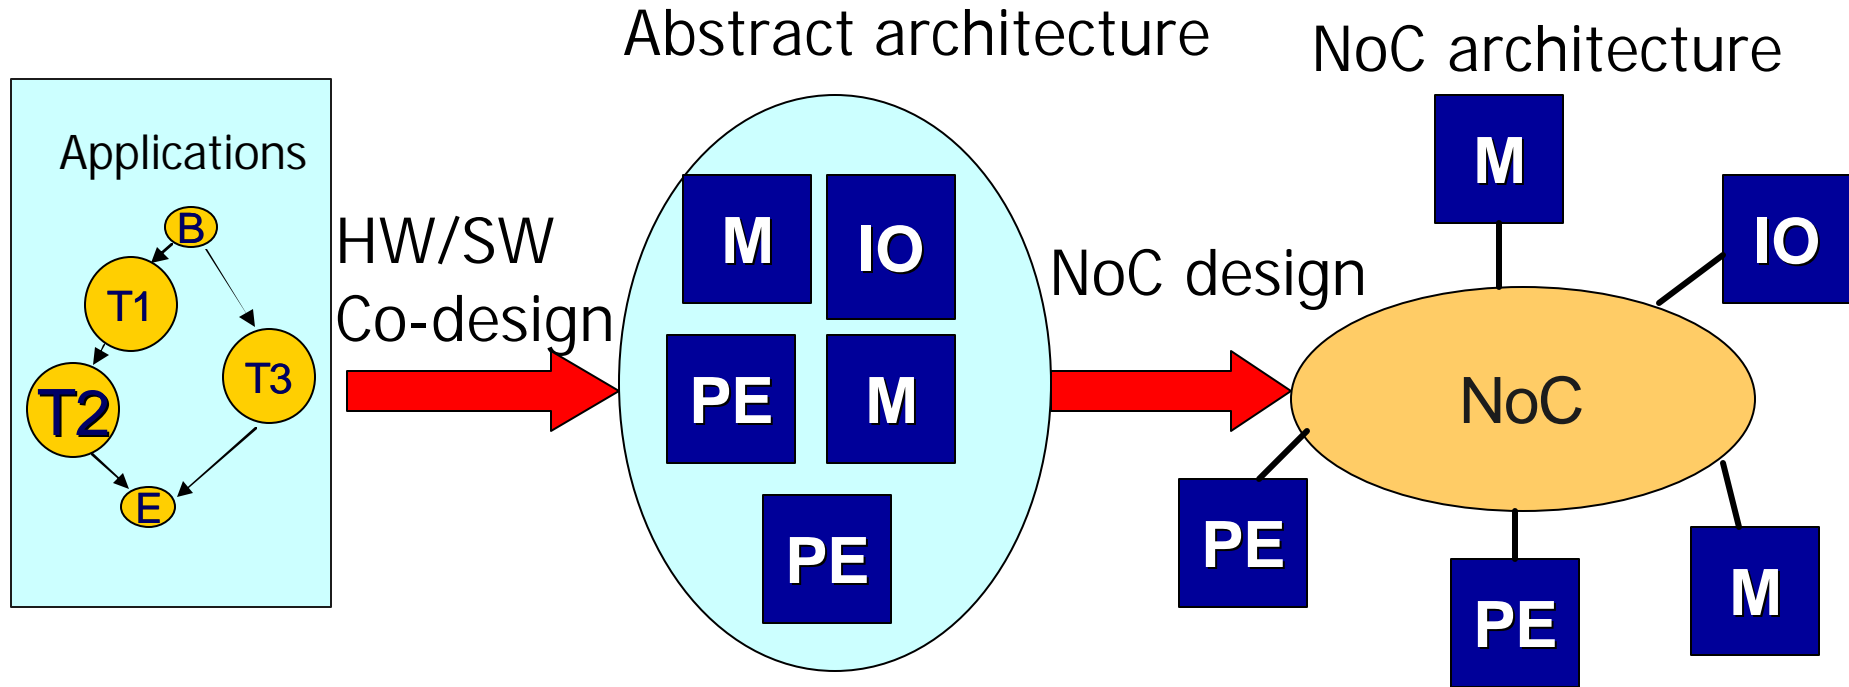 Abstract architecture
NoC architecture
Applications
B
T1
T2
T3
E
HW/SW
Co-design
M
IO
PE
M
PE
NoC design
M
IO
NoC
PE
PE
M